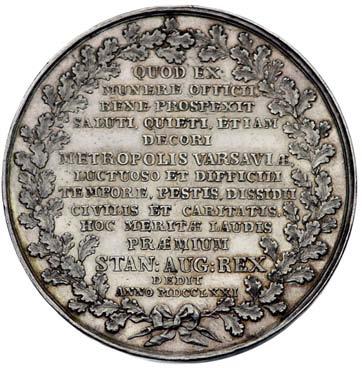 QUOD EX
MUNERE OFFICII
BENE PROSPEXIT
SALUTI, QUIETI, ETIAM
DECORI
METROPOLIS VARSAVIÆ
LUCTUOSO ET DIFFICILI
TEMPORE, PESTIS, DISSIDII
CIVILIS ET CARITATIS,
HOC MERITÆ LAUDIS
PRÆMIUM
STAN: AUG: REX
DEDIT
ANNO MDCCLXXI